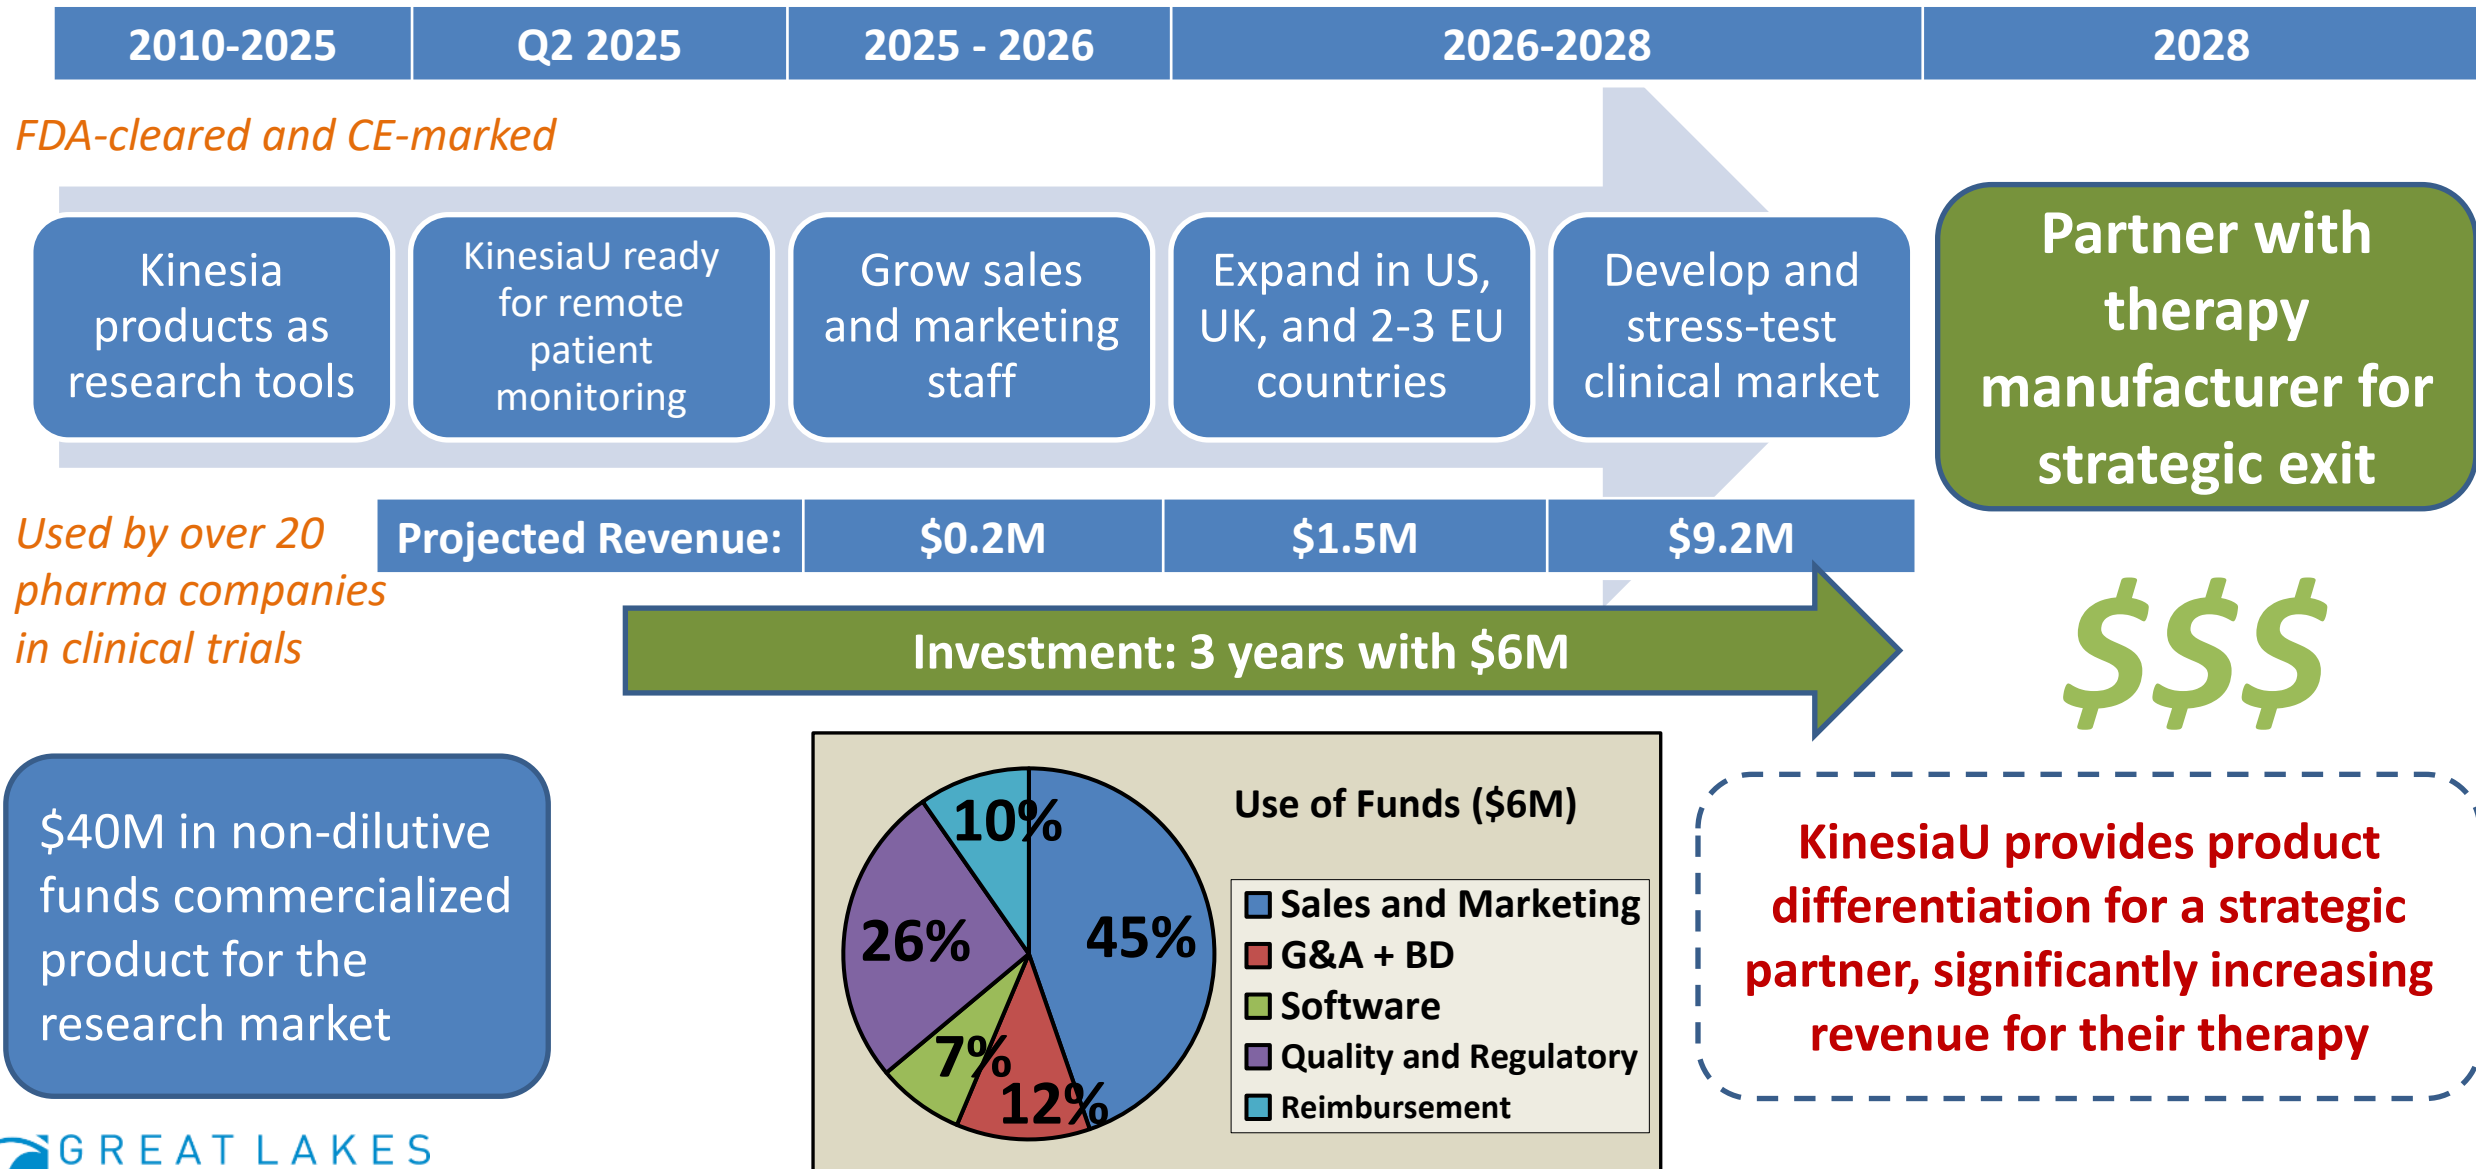 2010-2025
Q2 2025
2025 - 2026
2026-2028
2028
FDA-cleared and CE-marked
Kinesia
products as
research tools
KinesiaU ready
for remote
patient
monitoring
Grow sales
and marketing
staff
Expand in US,
UK, and 2-3 EU
countries
Develop and
stress-test
clinical market
Partner with
therapy
manufacturer for
strategic exit
Used by over 20
pharma companies
in clinical trials
Projected Revenue:
$0.2M
$1.5M
$9.2M
Investment: 3 years with $6M
$$$
$40M in non-dilutive
funds commercialized
product for the
research market
Use of Funds ($6M)
10%
45%
26%
7%
12%
Sales and Marketing
G&A + BD
Software
Quality and Regulatory
Reimbursement
KinesiaU provides product
differentiation for a strategic
partner, significantly increasing
revenue for their therapy
GREAT LAKES